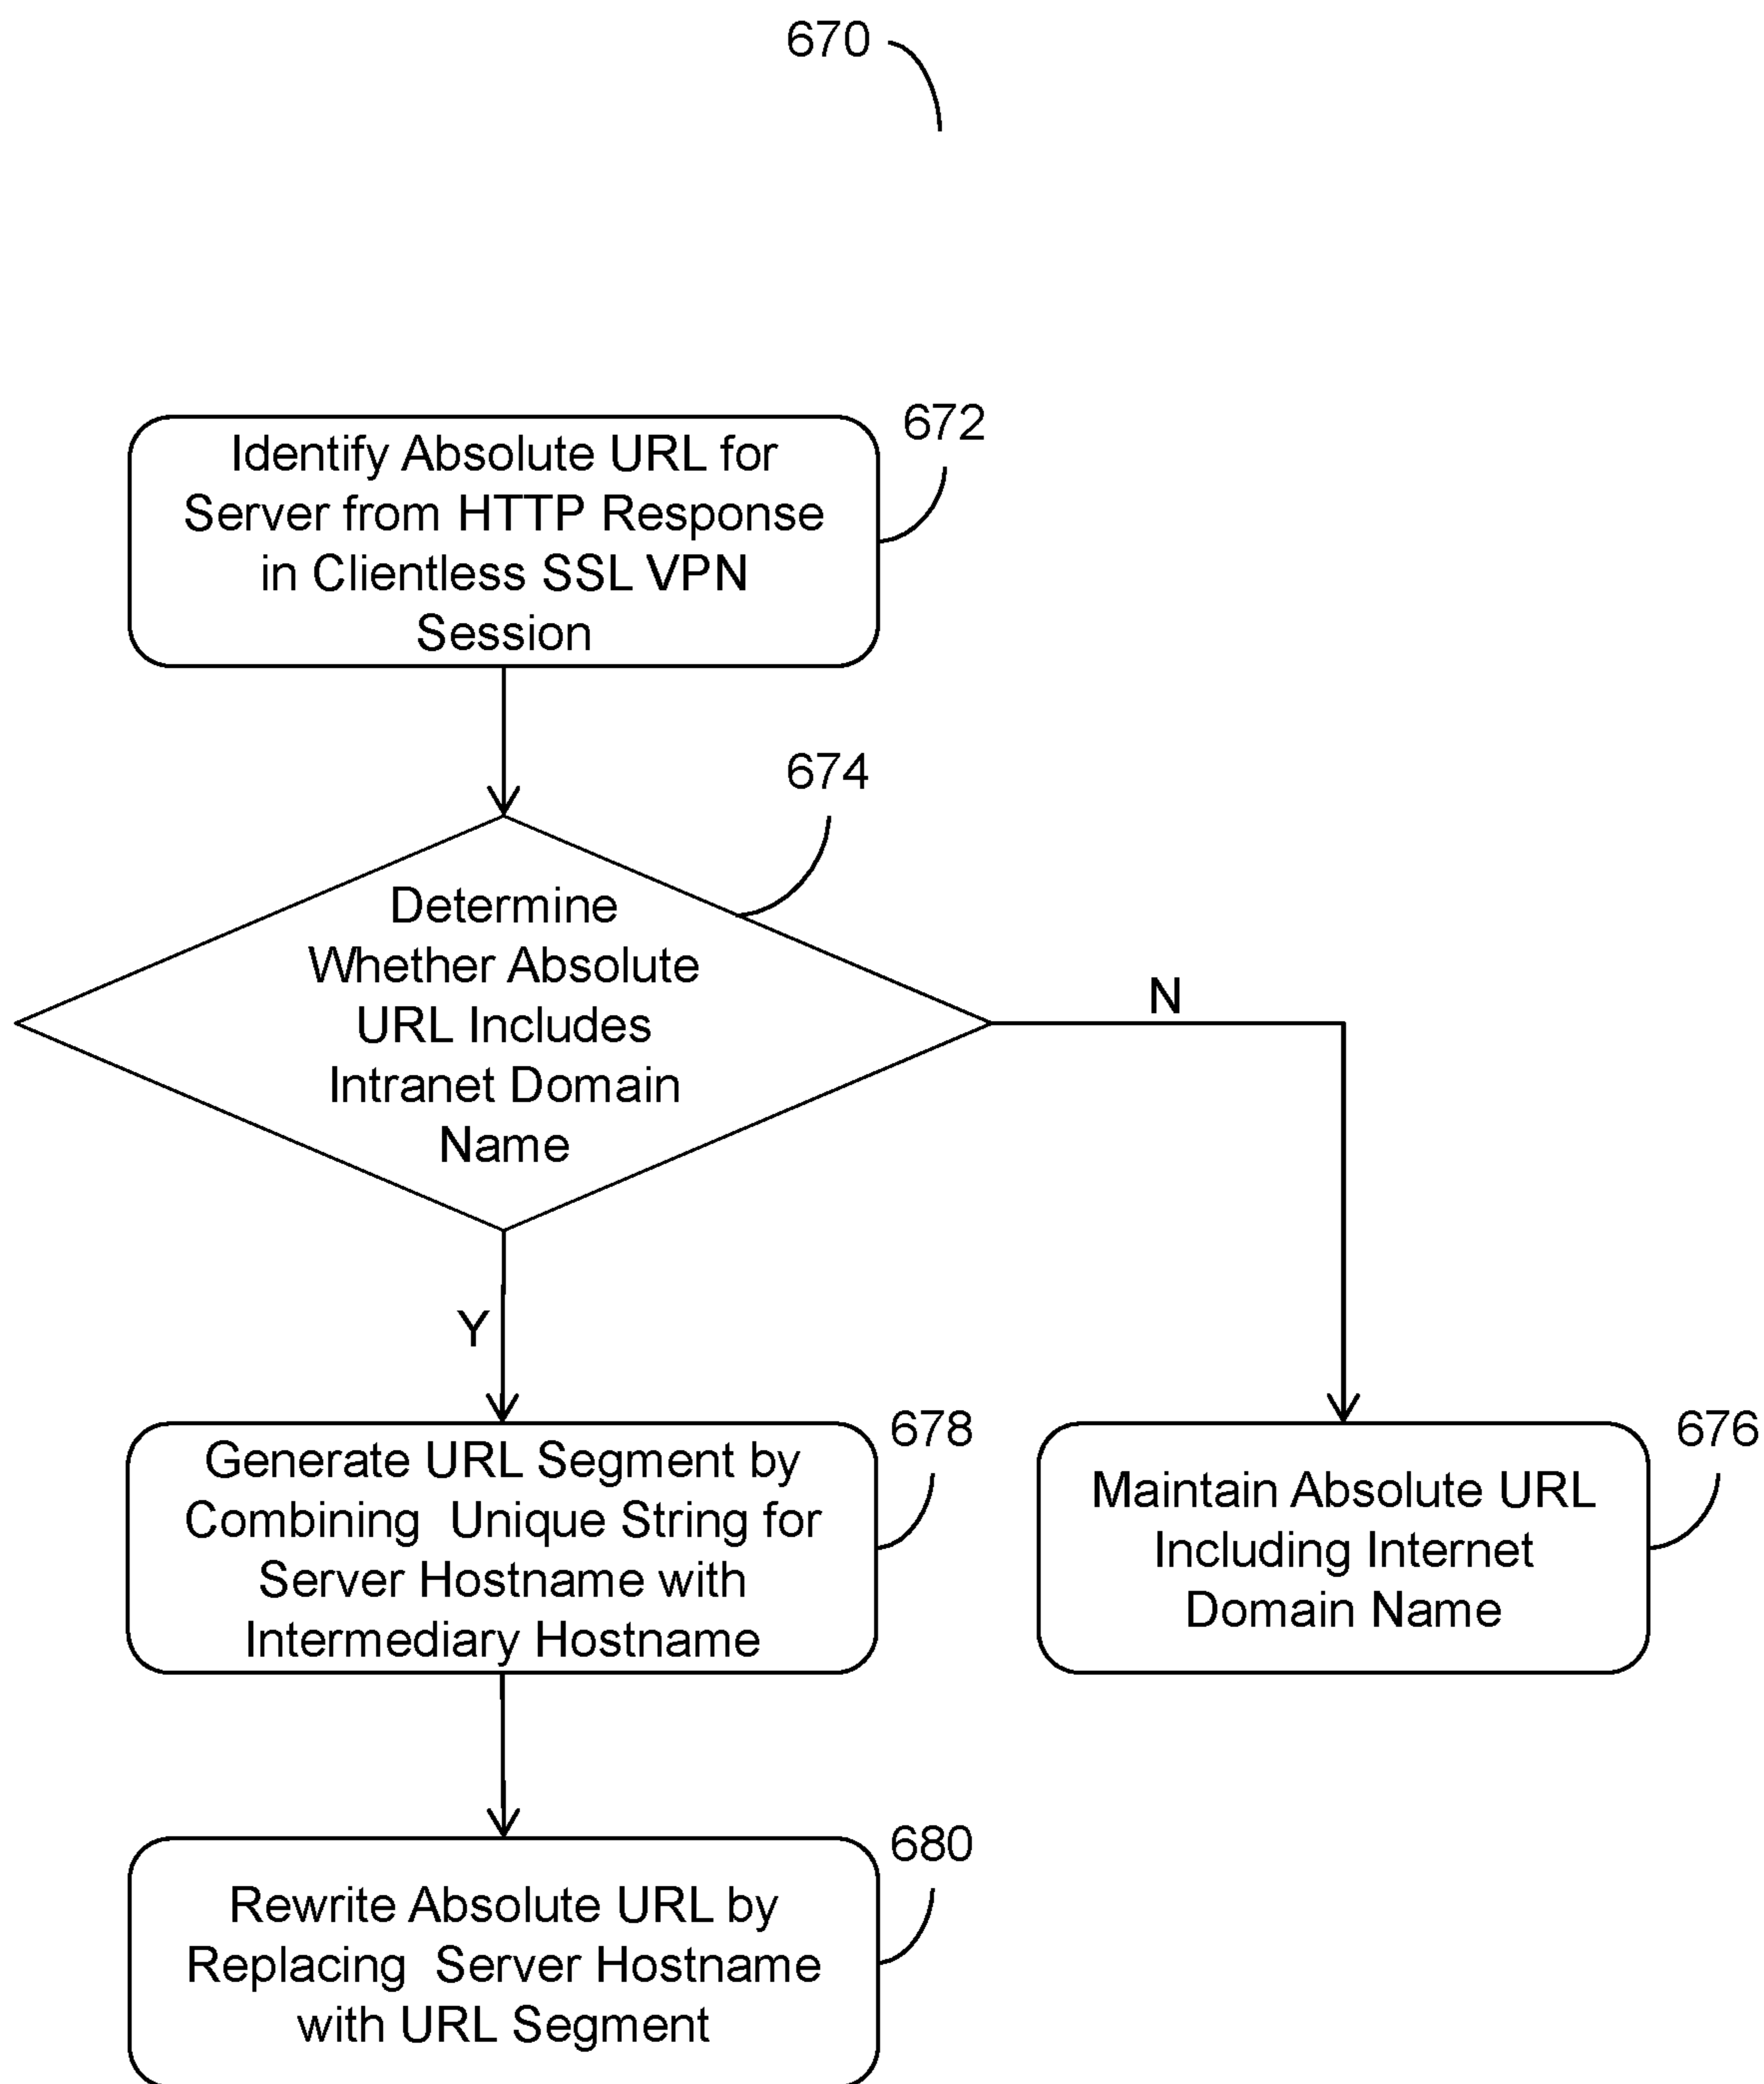 670
672
Identify Absolute URL for
Server from HTTP Response
in Clientless SSL VPN
Session
674
Determine
Whether Absolute
URL Includes
Intranet Domain
Name
N
Y
678
Generate URL Segment by
Combining  Unique String for
Server Hostname with
Intermediary Hostname
676
Maintain Absolute URL
Including Internet
Domain Name
680
Rewrite Absolute URL by
Replacing  Server Hostname
with URL Segment